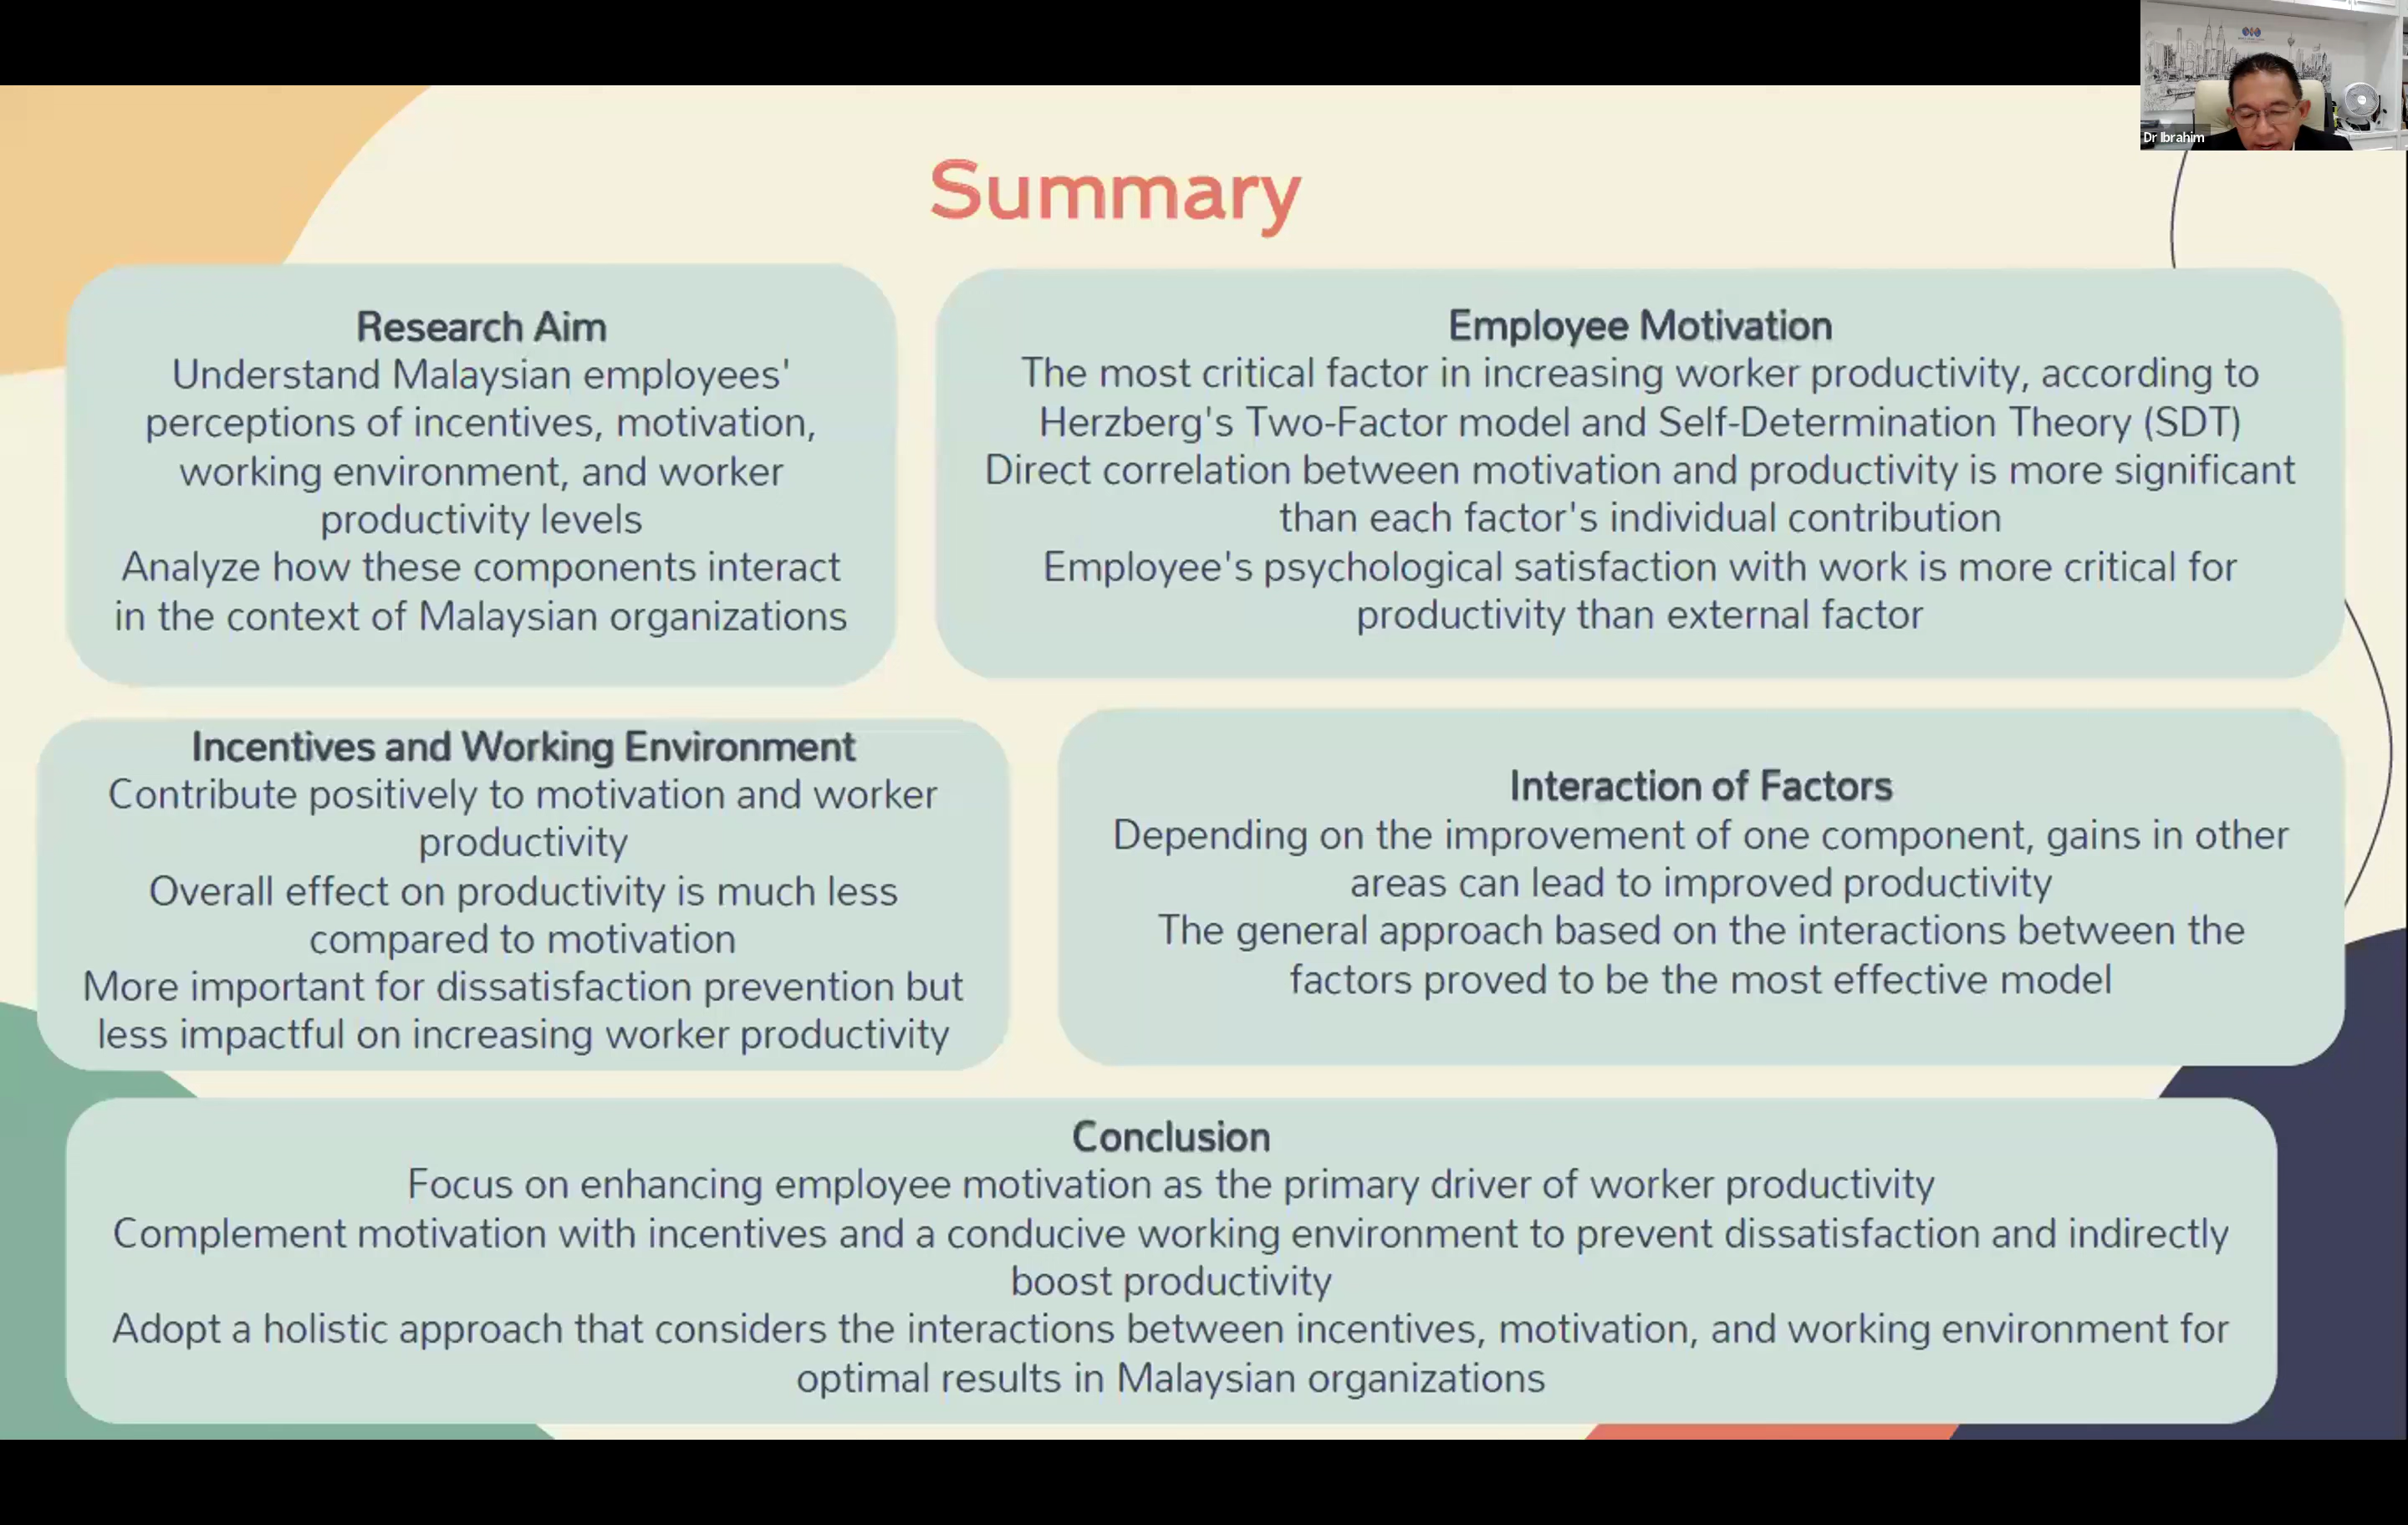 Dr Ibrahim
Summary
Research Aim
Understand Malaysian employees'
perceptions of incentives, motivation,
working environment, and worker
productivity levels
Analyze how these components interact
in the context of Malaysian organizations
Employee Motivation
The most critical factor in increasing worker productivity, according to
Herzberg's Two-Factor model and Self-Determination Theory (SDT)
Direct correlation between motivation and productivity is more significant
than each factor's individual contribution
Employee's psychological satisfaction with work is more critical for
productivity than external factor
Incentives and Working Environment
Contribute positively to motivation and worker
productivity
Overall effect on productivity is much less
compared to motivation
More important for dissatisfaction prevention but
less impactful on increasing worker productivity
Interaction of Factors
Depending on the improvement of one component, gains in other
areas can lead to improved productivity
The general approach based on the interactions between the
factors proved to be the most effective model
Conclusion
Focus on enhancing employee motivation as the primary driver of worker productivity
Complement motivation with incentives and a conducive working environment to prevent dissatisfaction and indirectly
boost productivity
Adopt a holistic approach that considers the interactions between incentives, motivation, and working environment for
optimal results in Malaysian organizations